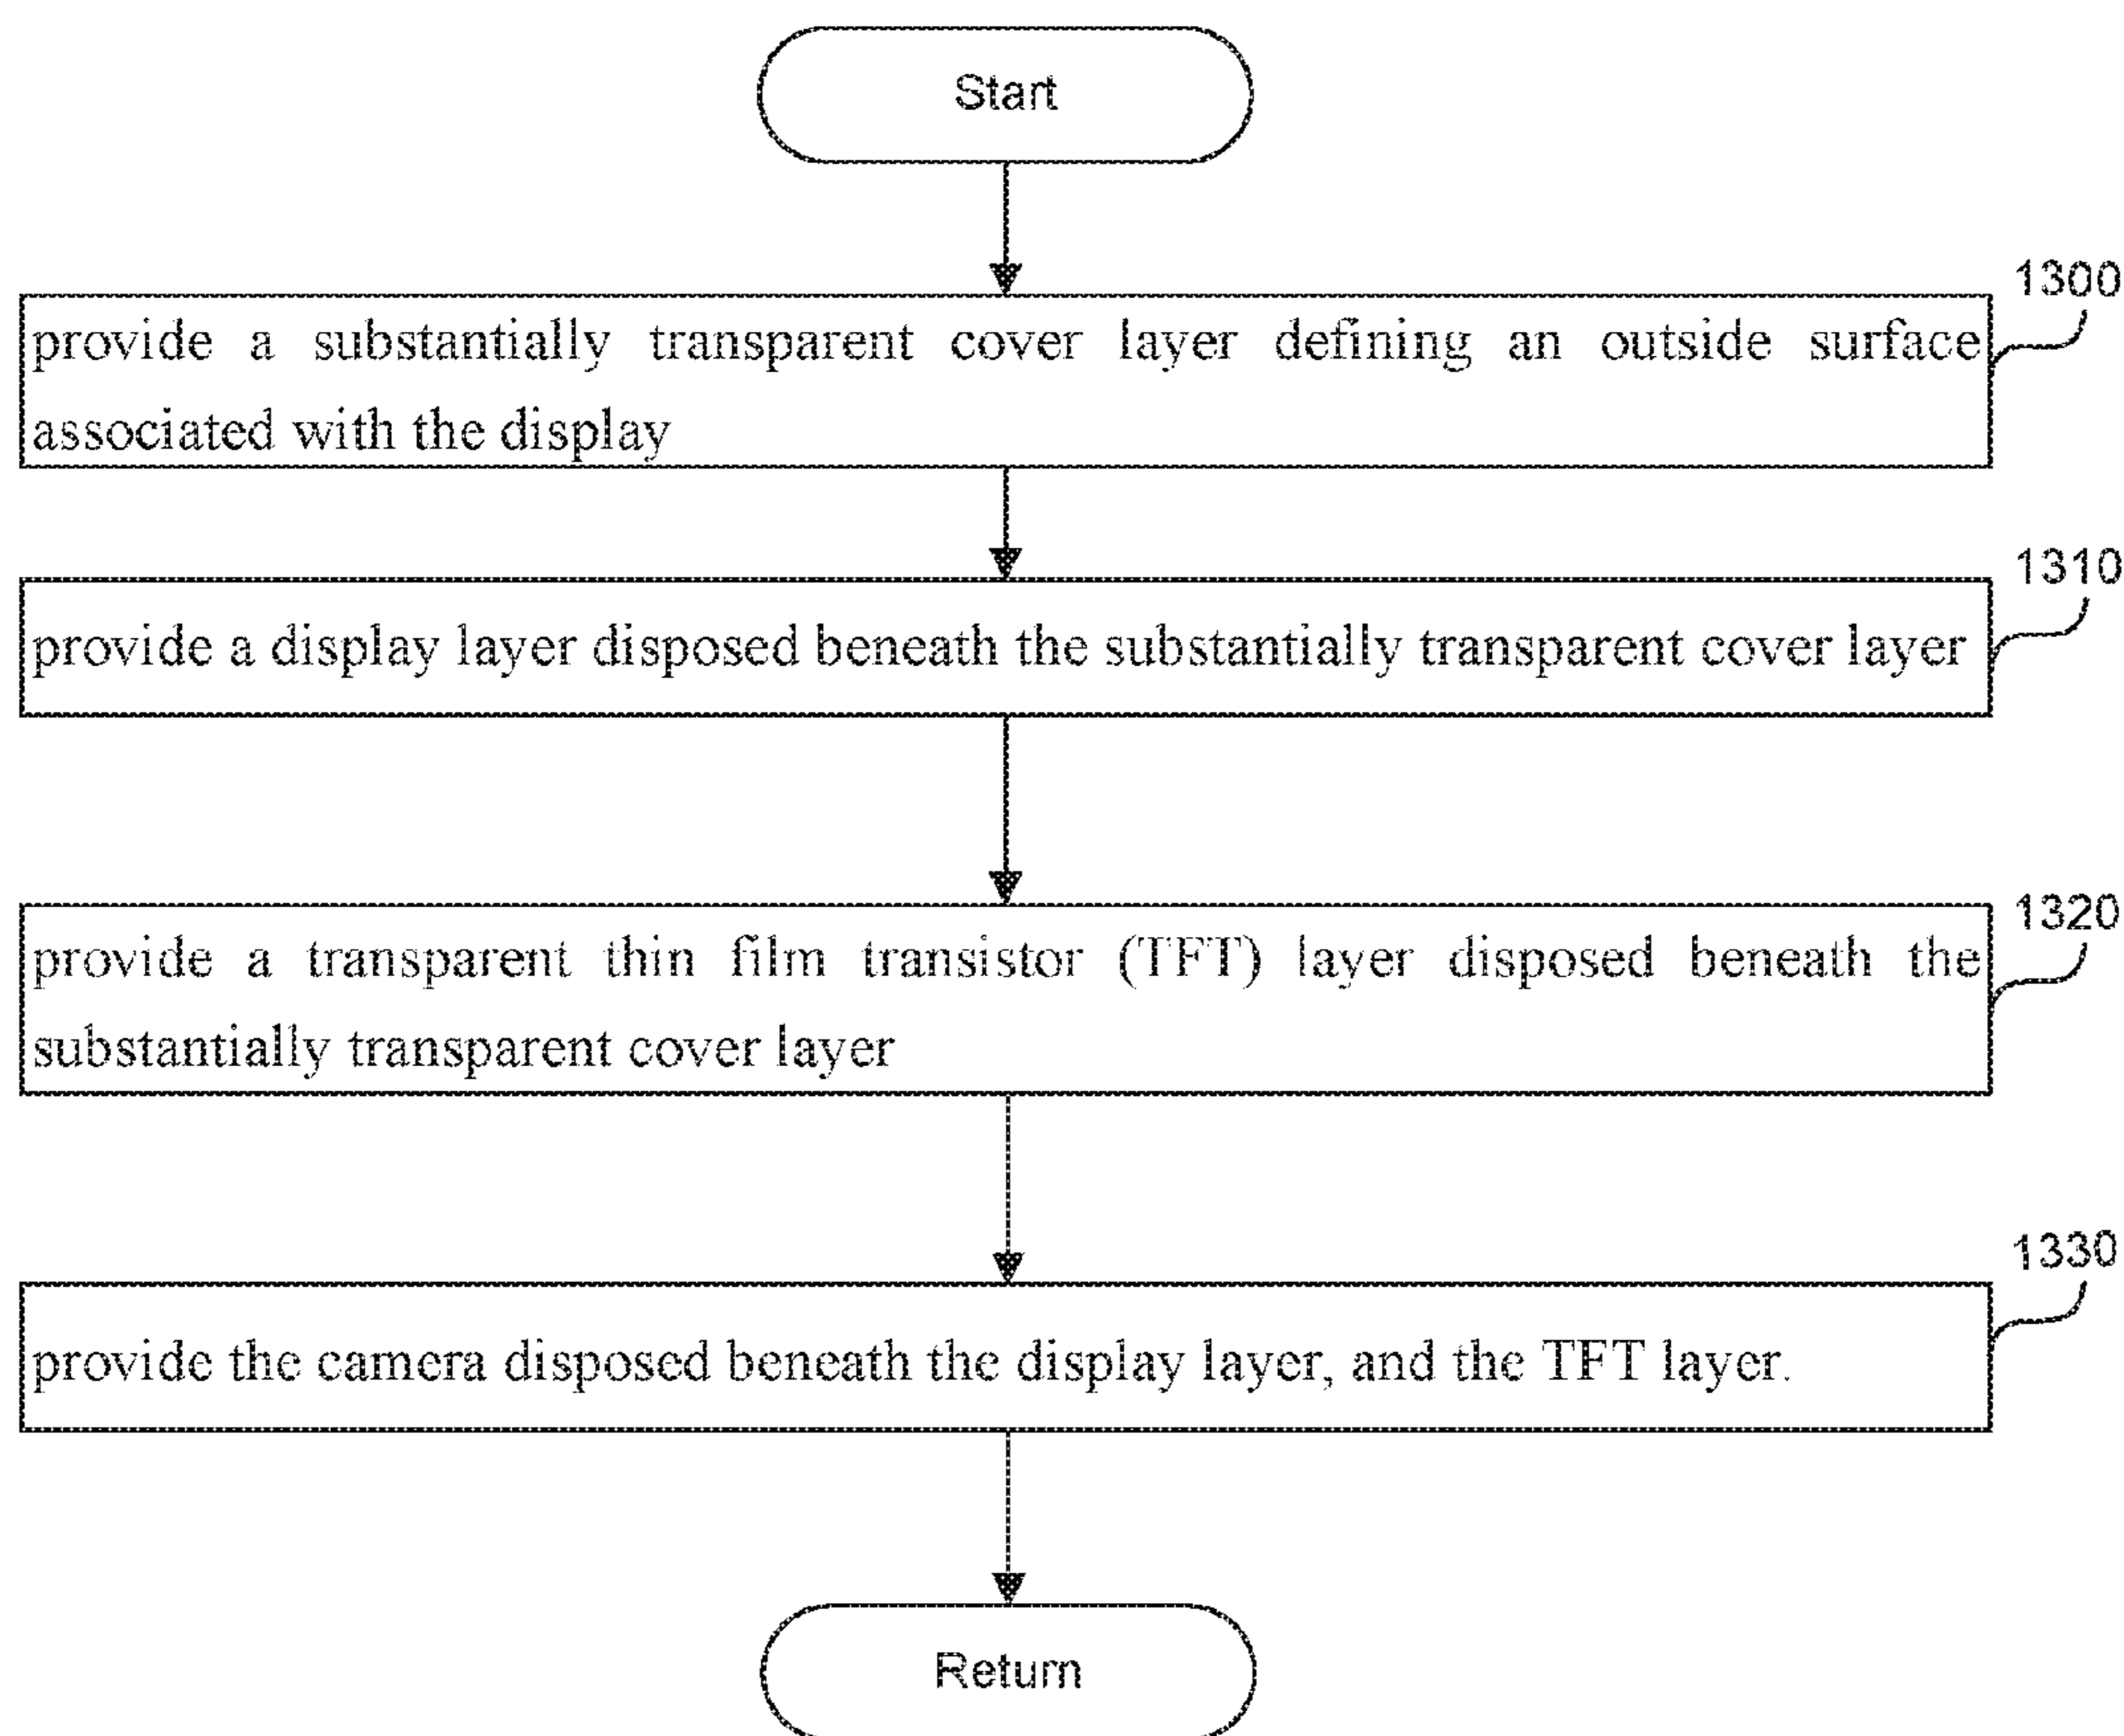 Start
1300
provide a substantially transparent cover layer defining an outside surface
associated with the display
1310
provide a display layer disposed beneath the substantially transparent cover layer
1320
provide a transparent thin film transistor (TFT) layer disposed beneath the
substantially transparent cover layer
1330
provide the camera disposed beneath the display layer, and the TFT layer.
Return